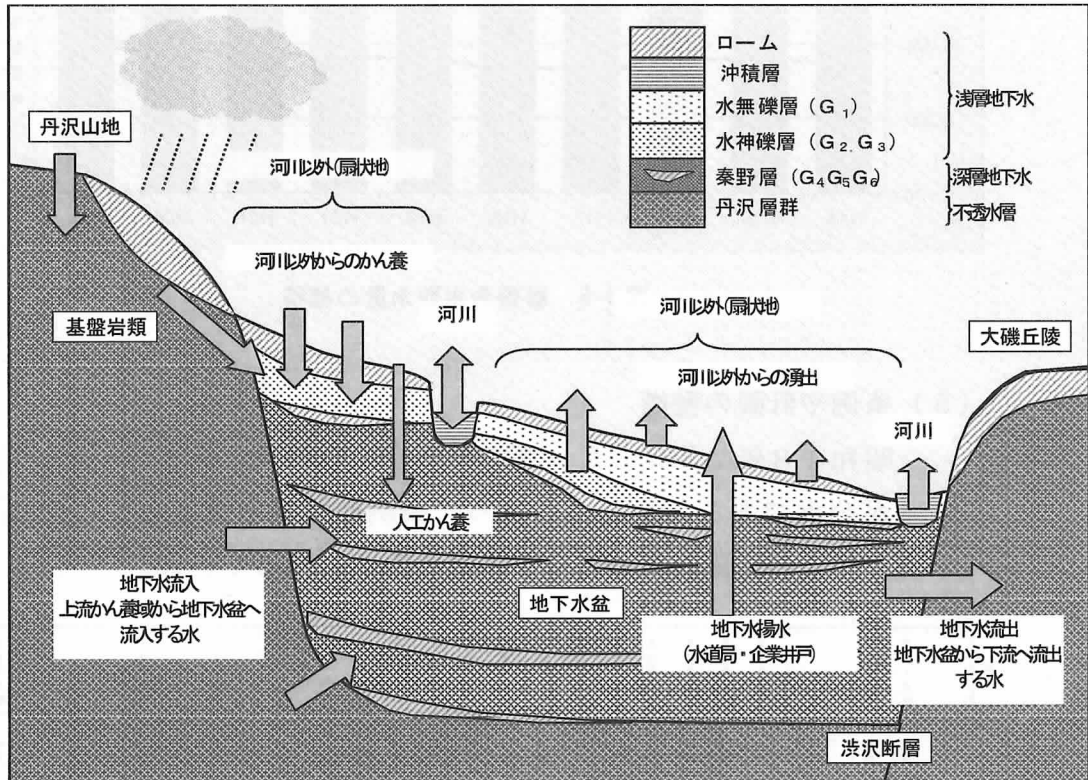 ローム
沖積層
水無礫層（G₁）
水神礫層（G₂.G₃）
秦野層（G₄G₅G₆）
丹沢層群
浅層地下水
深層地下水
不透水層
丹沢山地
河川以外（扇状地）
河川以外からのかん養
基盤岩類
河川
河川以外（扇状地）
河川以外からの湧出
大磯丘陵
河川
人工かん養
地下水流入
上流かん養域から地下水盆へ
流入する水
地下水盆
地下水揚水
（水道局・企業井戸）
地下水流出
地下水盆から下流へ流出
する水
渋沢断層